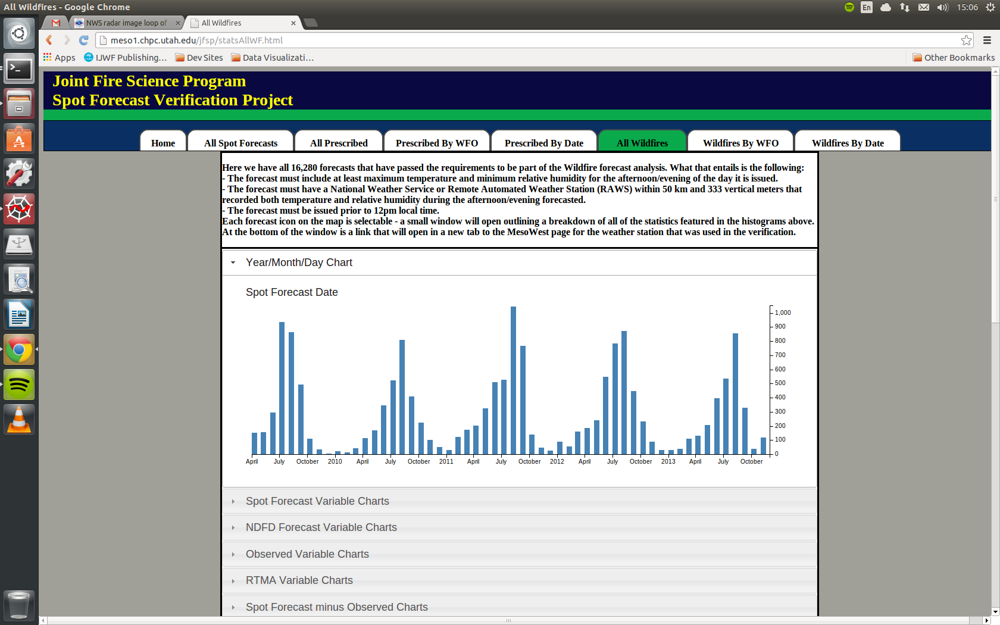 All Wildfires - Google Chrome
En
15:06
NWS radar image loop of
All Wildfires
meso1.chpc.utah.edu/jfsp/statsAllWF.html
Apps
IJWF Publishing...
Dev Sites
Data Visualizati...
Other Bookmarks
Joint Fire Science Program
Spot Forecast Verification Project
Home
All Spot Forecasts
All Prescribed
Prescribed By WFO
Prescribed By Date
All Wildfires
Wildfires By WFO
Wildfires By Date
Here we have all 16,280 forecasts that have passed the requirements to be part of the Wildfire forecast analysis. What that entails is the following:
- The forecast must include at least maximum temperature and minimum relative humidity for the afternoon/evening of the day it is issued.
- The forecast must have a National Weather Service or Remote Automated Weather Station (RAWS) within 50 km and 333 vertical meters that
recorded both temperature and relative humidity during the afternoon/evening forecasted.
- The forecast must be issued prior to 12pm local time.
Each forecast icon on the map is selectable - a small window will open outlining a breakdown of all of the statistics featured in the histograms above.
At the bottom of the window is a link that will open in a new tab to the MesoWest page for the weather station that was used in the verification.
Year/Month/Day Chart
Spot Forecast Date
1,000
900
800
700
600
500
400
300
200
100
0
April July October 2010 April July October 2011 April July October 2012 April July October 2013 April July October
Spot Forecast Variable Charts
NDFD Forecast Variable Charts
Observed Variable Charts
RTMA Variable Charts
Spot Forecast minus Observed Charts